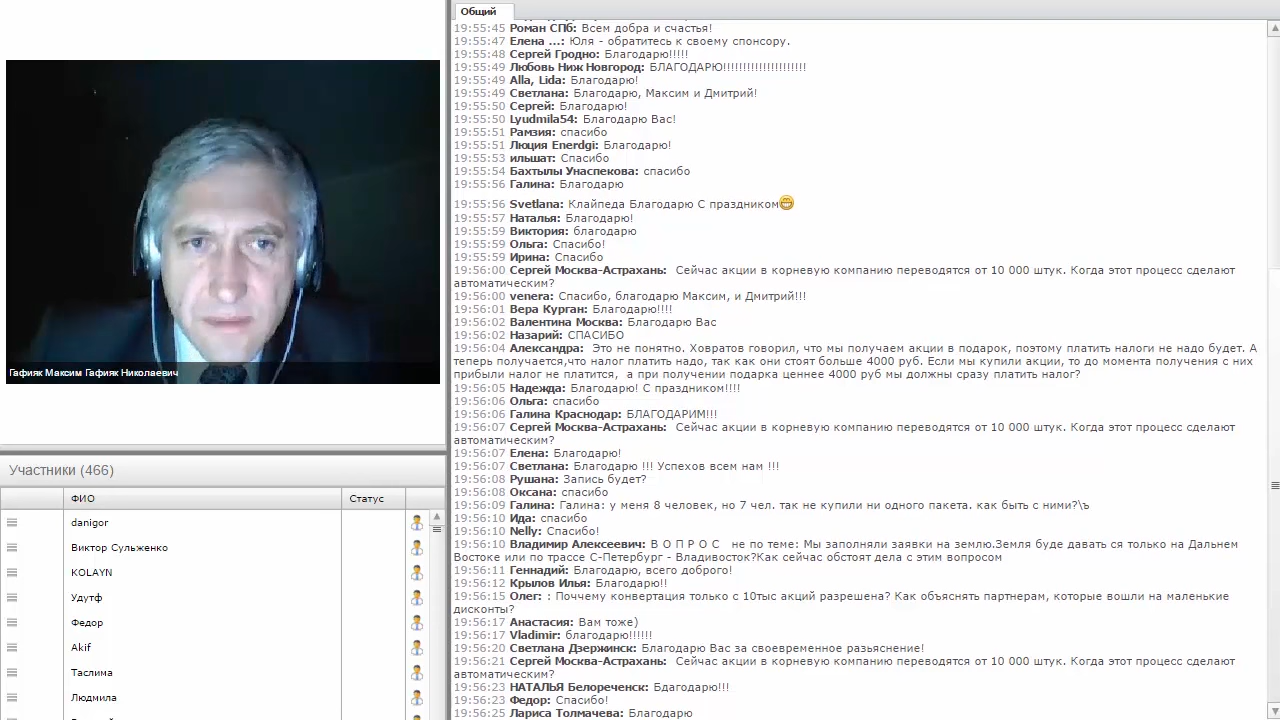 Общий
19:55:45 Роман СПб: Всем добра и счастья!
19:55:47 Елена ...: Юля - обратитесь к своему спонсору.
19:55:48 Сергей Гродно: Благодарю!!!!!
19:55:49 Любовь Ниж Новгород: БЛАГОДАРЮ!!!!!!!!!!!!!!!!!!!!!
19:55:49 Alla, Lida: Благодарю!
19:55:49 Светлана: Благодарю, Максим и Дмитрий!
19:55:50 Сергей: Благодарю!
19:55:50 Lyudmila54: Благодарю Вас!
19:55:51 Рамзия: спасибо
19:55:51 Люция Enerdgi: Благодарю!
19:55:53 ильшат: Спасибо
19:55:54 Бахтылы Унаспекова: спасибо
19:55:56 Галина: Благодарю
19:55:56 Svetlana: Клайпеда Благодарю С праздником
19:55:57 Наталья: Благодарю!
19:55:59 Виктория: благодарю
19:55:59 Ольга: Спасибо!
19:55:59 Ирина: Спасибо
19:56:00 Сергей Москва-Астрахань: Сейчас акции в корневую компанию переводятся от 10 000 штук. Когда этот процесс сделают
автоматическим?
19:56:00 venera: Спасибо, благодарю Максим, и Дмитрий!!!
19:56:01 Вера Курган: Благодарю!!!!
19:56:02 Валентина Москва: Благодарю Вас
19:56:02 Назарий: СПАСИБО
19:56:04 Александра: Это не понятно. Ховратов говорил, что мы получаем акции в подарок, поэтому платить налоги не надо будет. А
теперь получается,что налог платить надо, так как они стоят больше 4000 руб. Если мы купили акции, то до момента получения с них
прибыли налог не платится, а при получении подарка ценнее 4000 руб мы должны сразу платить налог?
19:56:05 Надежда: Благодарю! С праздником!!!!
19:56:06 Ольга: спасибо
19:56:06 Галина Краснодар: БЛАГОДАРИМ!!!
19:56:07 Сергей Москва-Астрахань: Сейчас акции в корневую компанию переводятся от 10 000 штук. Когда этот процесс сделают
автоматическим?
19:56:07 Елена: Благодарю!
19:56:07 Светлана: Благодарю !!! Успехов всем нам !!!
19:56:08 Рушана: Запись будет?
19:56:08 Оксана: спасибо
19:56:09 Галина: Галина: у меня 8 человек, но 7 чел. так не купили ни одного пакета. как быть с ними?\ъ
19:56:10 Ида: спасибо
19:56:10 Nelly: Спасибо!
19:56:10 Владимир Алексеевич: В О П Р О С не по теме: Мы заполняли заявки на землю.Земля буде давать ся только на Дальнем
Востоке или по трассе С-Петербург - Владивосток?Как сейчас обстоят дела с этим вопросом
19:56:11 Геннадий: Благодарю, всего доброго!
19:56:12 Крылов Илья: Благодарю!!
19:56:15 Олег: : Поччему конвертация только с 10тыс акций разрешена? Как объяснять партнерам, которые вошли на маленькие
дисконты?
19:56:17 Анастасия: Вам тоже)
19:56:17 Vladimir: благодарю!!!!!!
19:56:20 Светлана Дзержинск: Благодарю Вас за своевременное разьяснение!
19:56:21 Сергей Москва-Астрахань: Сейчас акции в корневую компанию переводятся от 10 000 штук. Когда этот процесс сделают
автоматическим?
19:56:23 НАТАЛЬЯ Белореченск: Бдагодарю!!!
19:56:23 Федор: Спасибо!
19:56:25 Лариса Толмачева: Благодарю
Гафияк Максим Гафияк Николаевич
Участники (466)
ФИО Статус
danigor
Виктор Сульженко
KOLAYN
Удутф
Федор
Akif
Таслима
Людмила